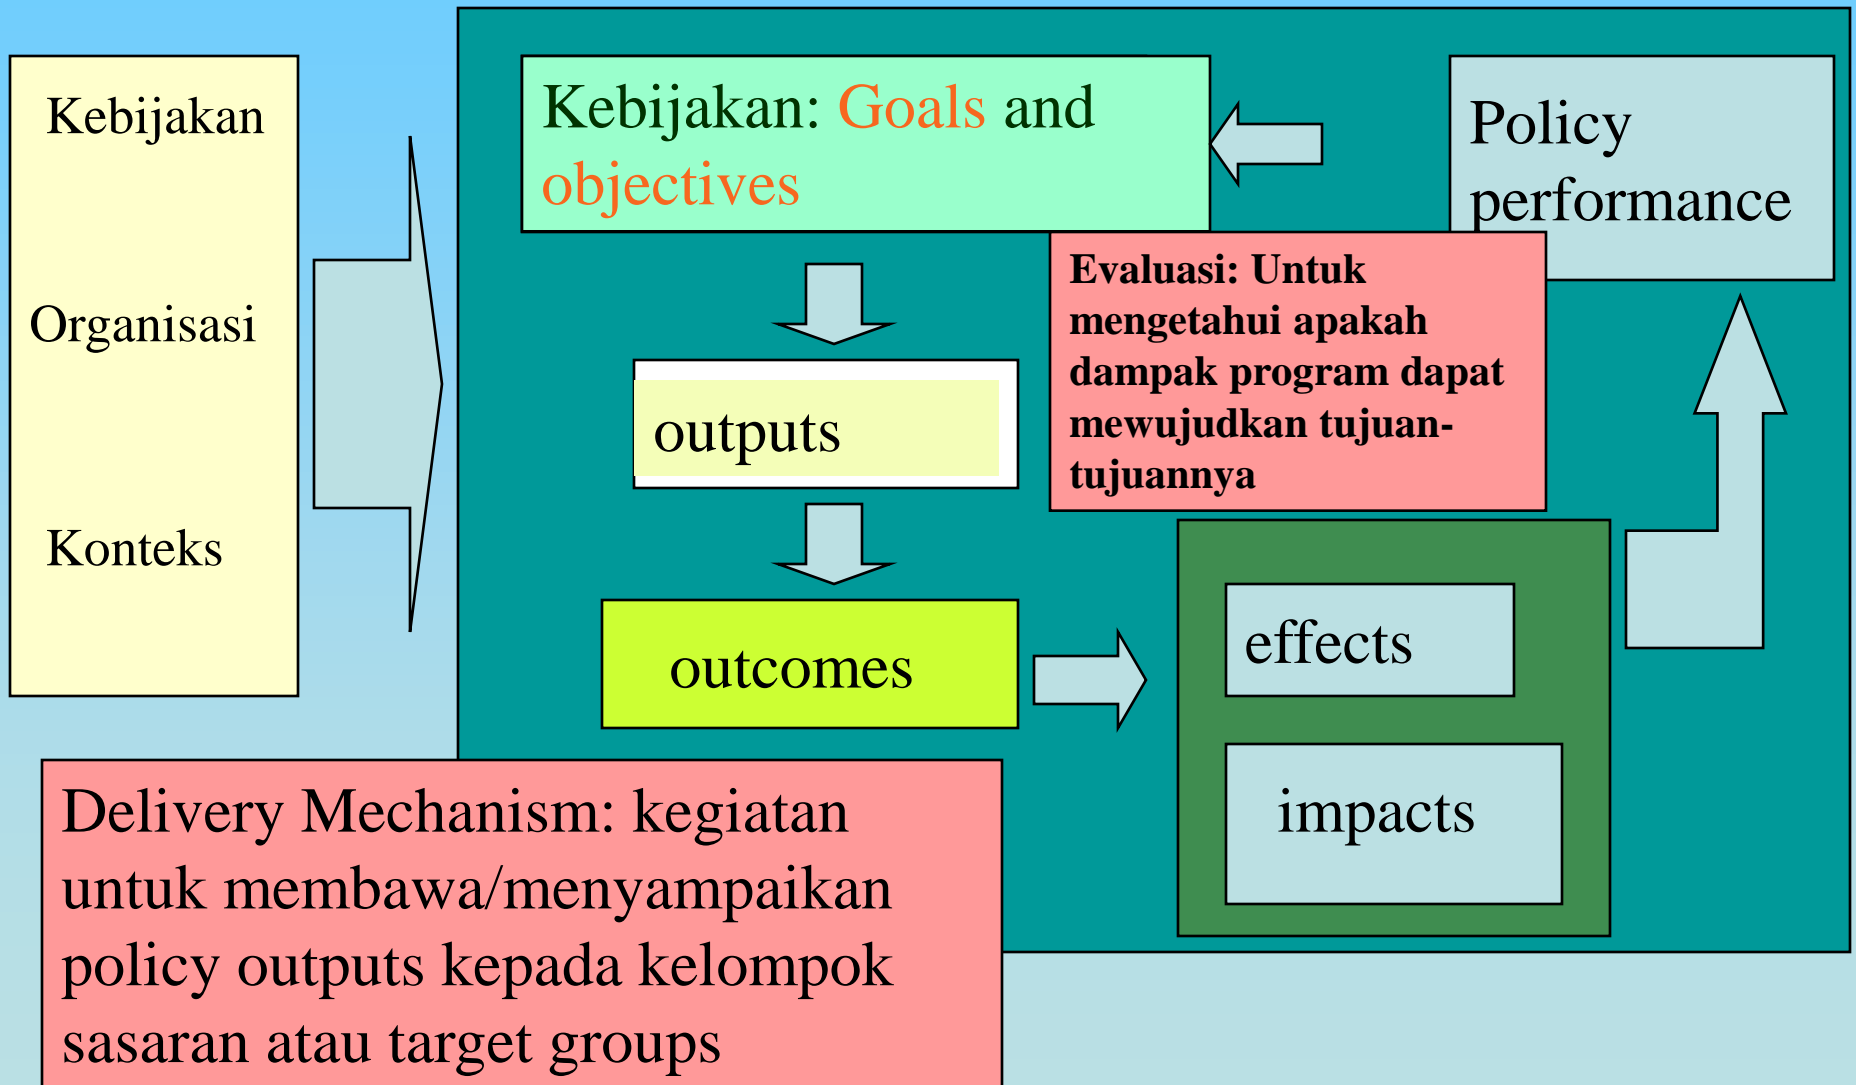 Kebijakan
Organisasi
Konteks
Kebijakan: Goals and
objectives
Policy
performance
Evaluasi: Untuk
mengetahui apakah
dampak program dapat
mewujudkan tujuan-
tujuannya
outputs
outcomes
effects
impacts
Delivery Mechanism: kegiatan
untuk membawa/menyampaikan
policy outputs kepada kelompok
sasaran atau target groups